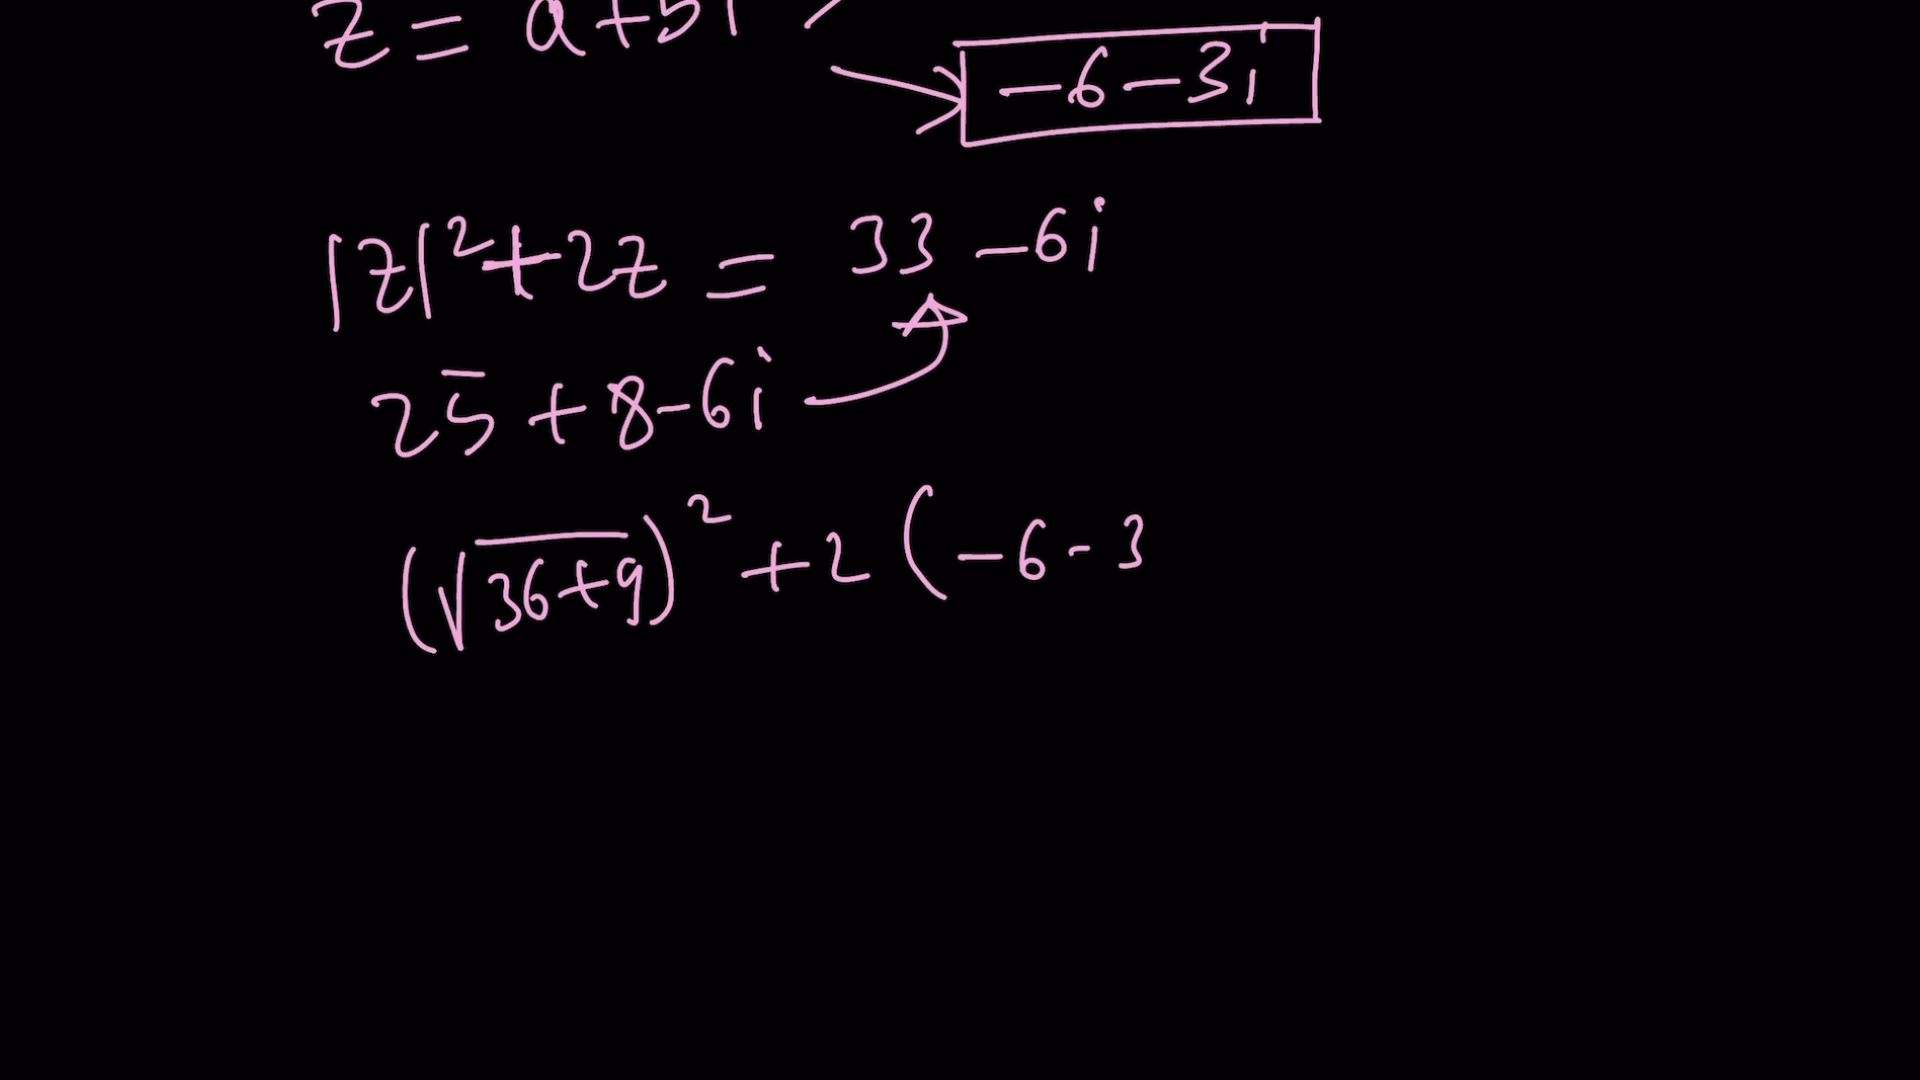 z = a+bi
-6-3i
|z|²+2z = 33-6i
25+8-6i
(√36+9)²+2(-6-3